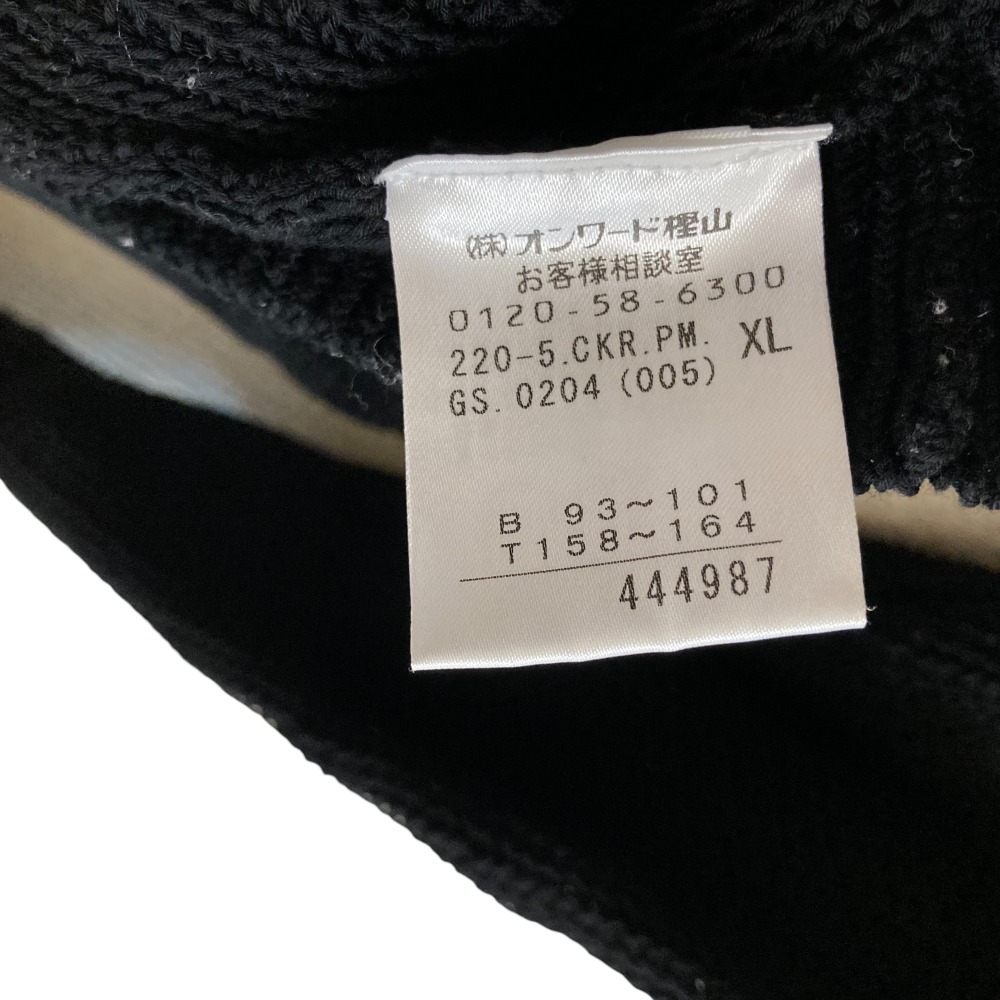 (株)オンワード樫山
お客様相談室
0120-58-6300
220-5.CKR.PM. XL
GS.0204(005)
B 93~101
T158~164
444987